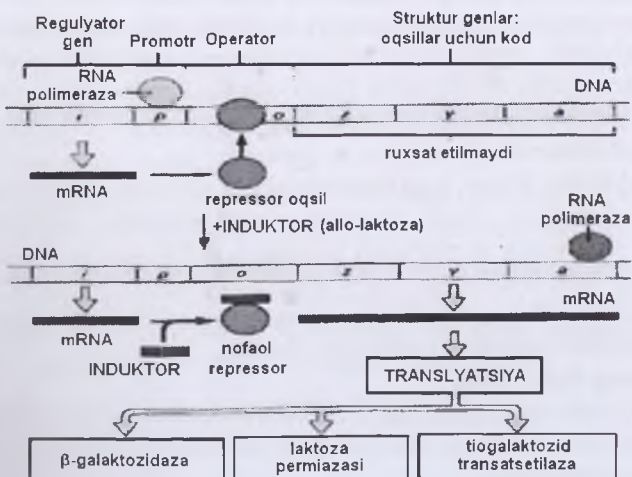 Regulyator
gen
Promotr
Operator
Struktur genlar:
oqsillar uchun kod
RNA
polimeraza
DNA
i p o z y a
ruxsat etilmaydi
mRNA
repressor oqsil
+INDUKTOR (allo-laktoza)
RNA
polimeraza
DNA
i p o z y a
mRNA
mRNA
INDUKTOR
nofaol
repressor
TRANSLYATSIYA
β-galaktozidaza
laktoza
permiazasi
tiogalaktozid
transatsetilaza